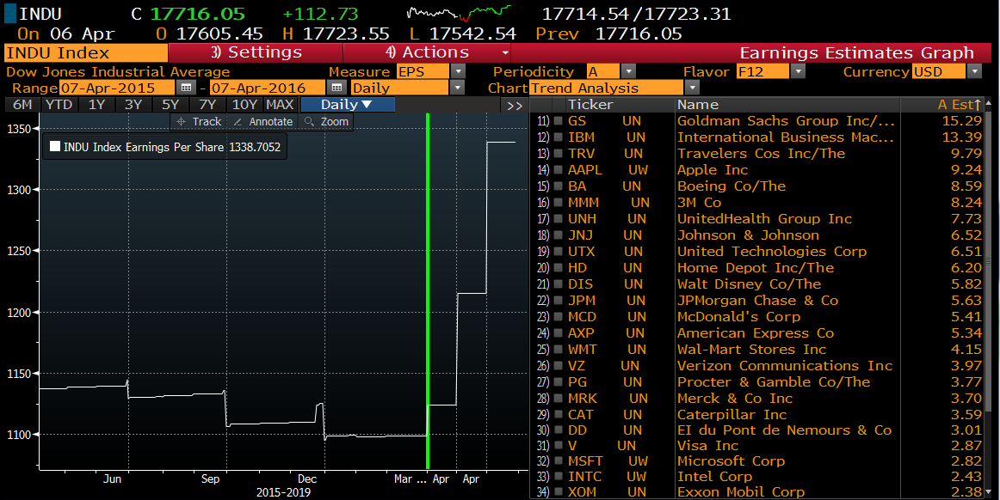 INDU C 17716.05 +112.73 17714.54/17723.31
On 06 Apr O 17605.45 H 17723.55 L 17542.54 Prev 17716.05
INDU Index 3) Settings 4) Actions Earnings Estimates Graph
Dow Jones Industrial Average Measure EPS Periodicity A Flavor F12 Currency USD
Range 07-Apr-2015 - 07-Apr-2016 Daily Chart Trend Analysis
6M YTD 1Y 3Y 5Y 7Y 10Y MAX Daily▼ >>
Track Annotate Zoom
INDU Index Earnings Per Share 1338.7052
1350
1300
1250
1200
1150
1100
Jun Sep Dec Mar ... Apr Apr
2015-2019
Ticker Name A Est↑
11) GS UN Goldman Sachs Group Inc/... 15.29
12) IBM UN International Business Mac... 13.39
13) TRV UN Travelers Cos Inc/The 9.79
14) AAPL UW Apple Inc 9.24
15) BA UN Boeing Co/The 8.59
16) MMM UN 3M Co 8.24
17) UNH UN UnitedHealth Group Inc 7.73
18) JNJ UN Johnson & Johnson 6.52
19) UTX UN United Technologies Corp 6.51
20) HD UN Home Depot Inc/The 6.20
21) DIS UN Walt Disney Co/The 5.82
22) JPM UN JPMorgan Chase & Co 5.63
23) MCD UN McDonald's Corp 5.41
24) AXP UN American Express Co 5.34
25) WMT UN Wal-Mart Stores Inc 4.15
26) VZ UN Verizon Communications Inc 3.97
27) PG UN Procter & Gamble Co/The 3.77
28) MRK UN Merck & Co Inc 3.70
29) CAT UN Caterpillar Inc 3.59
30) DD UN EI du Pont de Nemours & Co 3.01
31) V UN Visa Inc 2.87
32) MSFT UW Microsoft Corp 2.82
33) INTC UW Intel Corp 2.43
34) XOM UN Exxon Mobil Corp 2.38